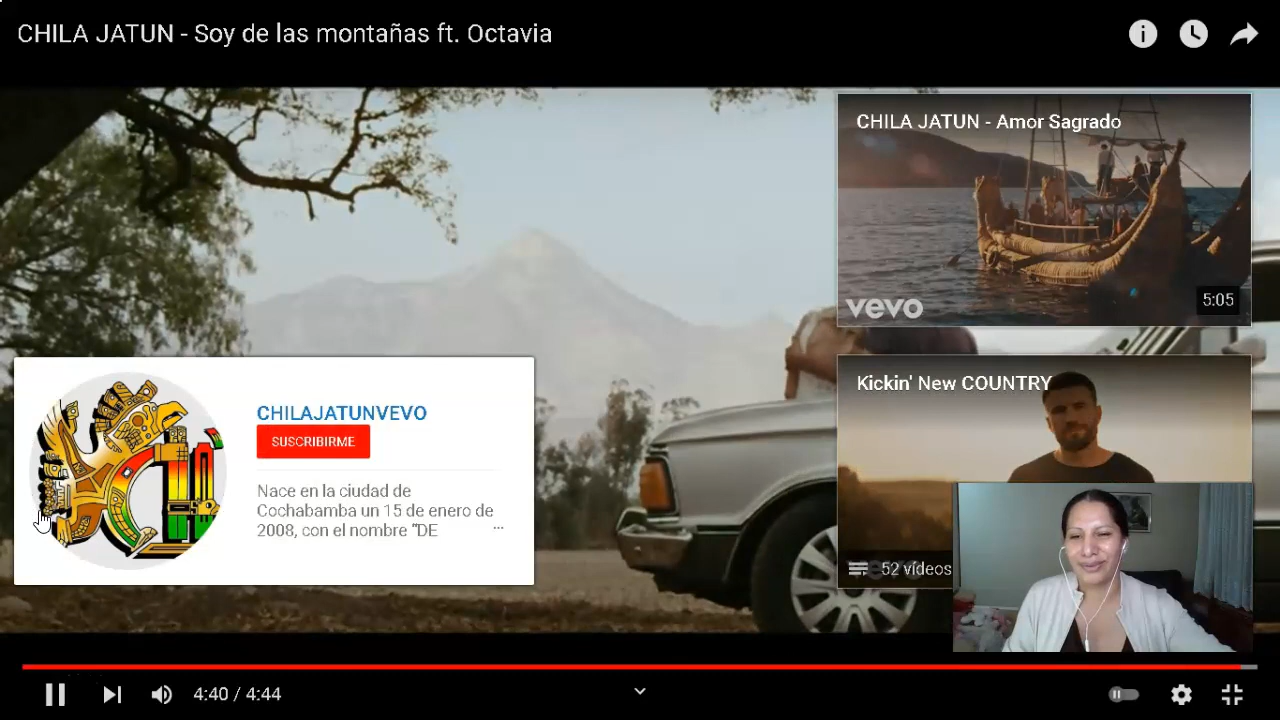 CHILA JATUN - Soy de las montañas ft. Octavia
CHILA JATUN - Amor Sagrado
vevo
5:05
Kickin' New COUNTRY
52 vídeos
CHILAJATUNVEVO
SUSCRIBIRME
Nace en la ciudad de
Cochabamba un 15 de enero de
2008, con el nombre "DE ...
4:40 / 4:44